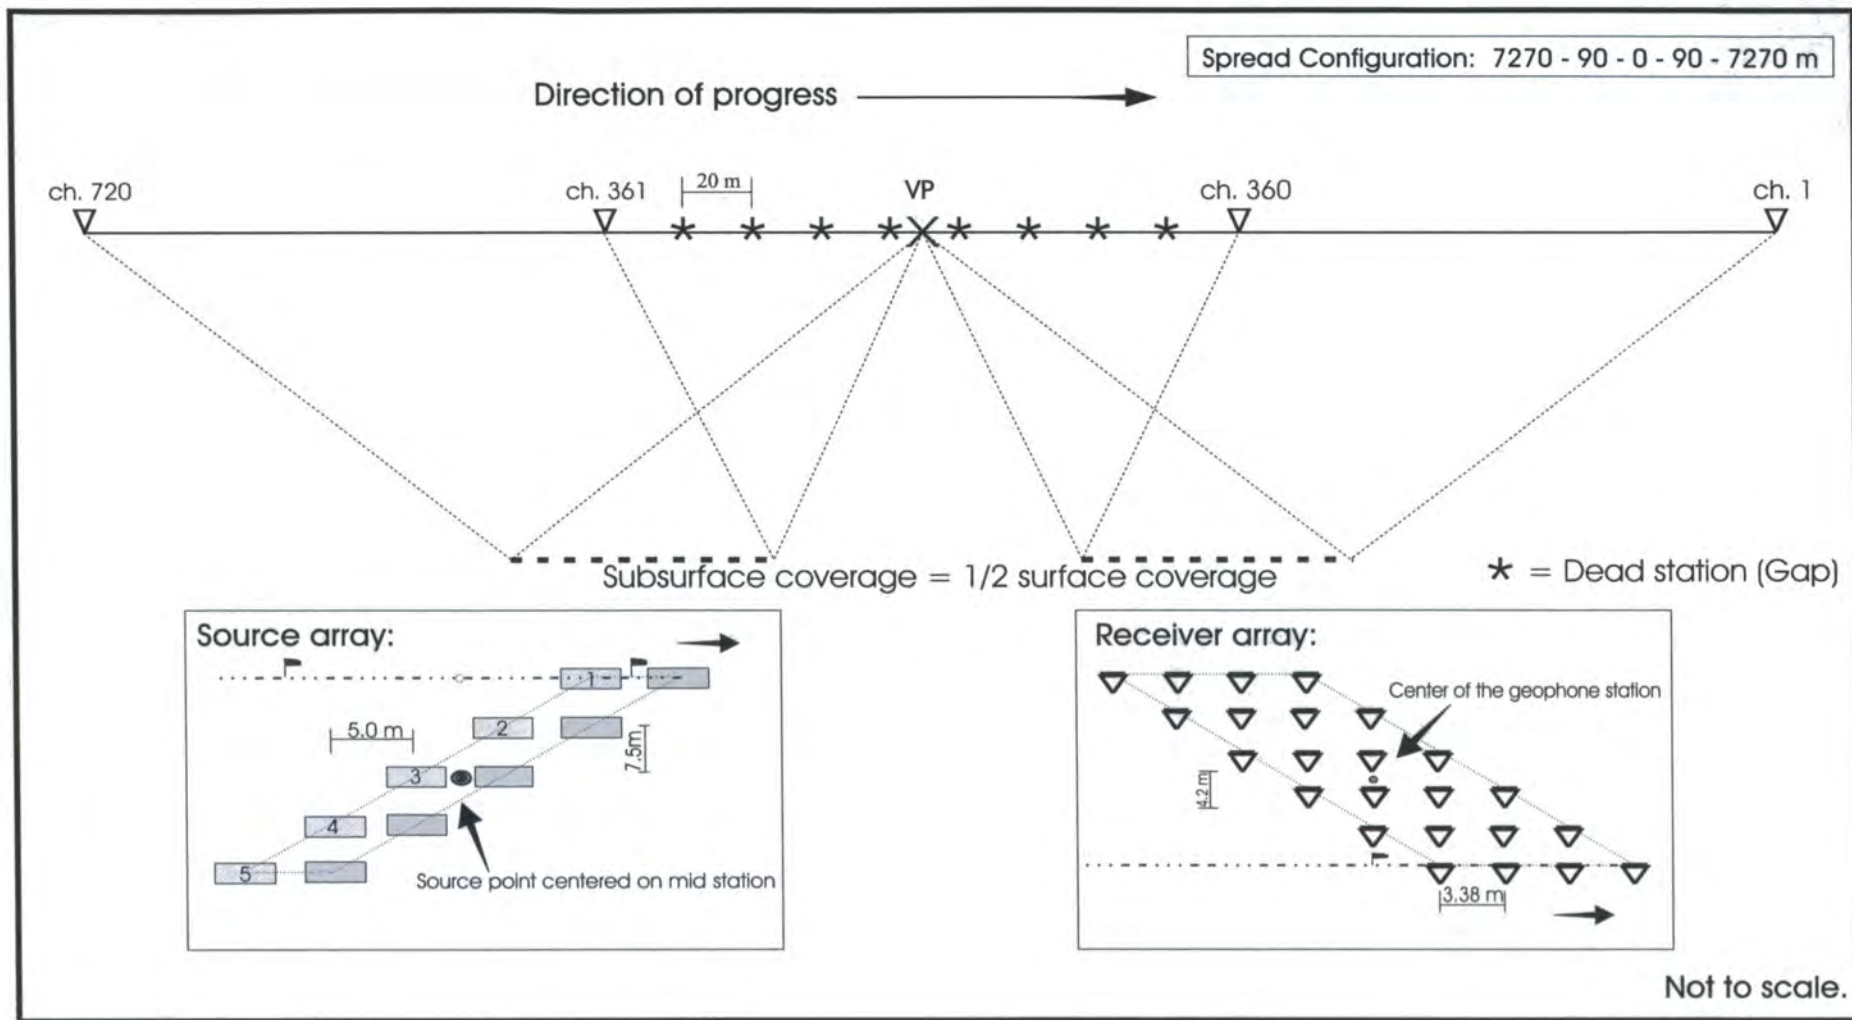 Spread Configuration: 7270 - 90 - 0 - 90 - 7270 m
Direction of progress
ch. 720
ch. 361
20 m
VP
ch. 360
ch. 1
Subsurface coverage = 1/2 surface coverage
* = Dead station (Gap)
Source array:
1
2
5.0 m
7.5m
3
4
5
Source point centered on mid station
Receiver array:
Center of the geophone station
4.2 m
3.38 m
Not to scale.